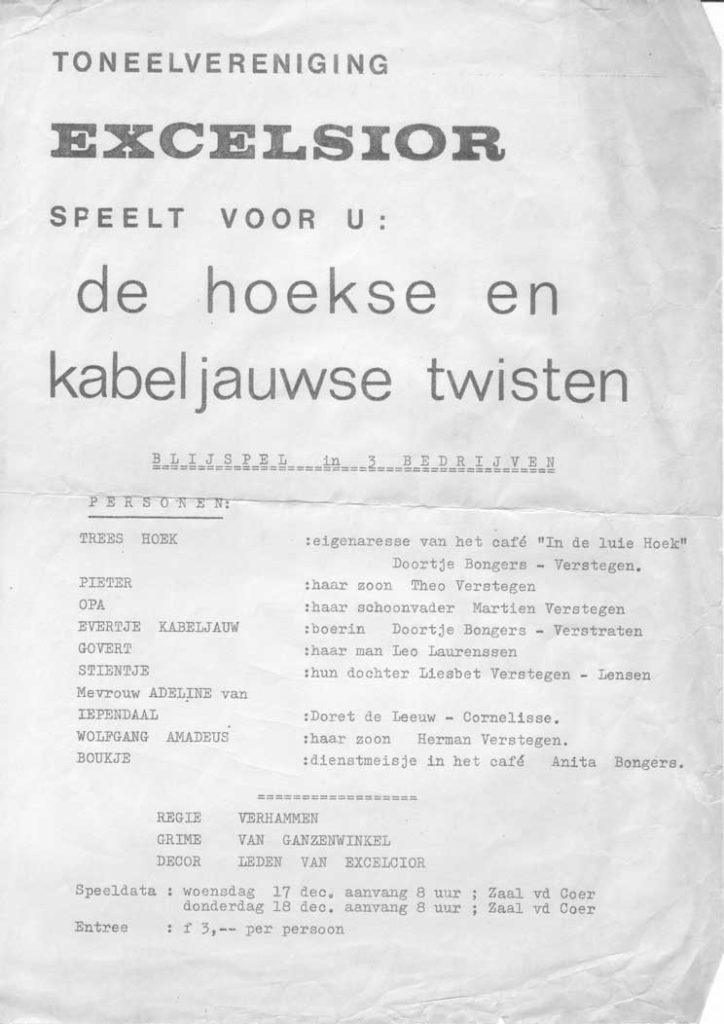 TONEELVERENIGING
EXCELSIOR
SPEELT VOOR U:
de hoekse en
kabeljauwse twisten
BLIJSPEL in 3 BEDRIJVEN
PERSONEN:
TREES HOEK :eigenaresse van het café "In de luie Hoek"
Doortje Bongers - Verstegen.
PIETER :haar zoon Theo Verstegen
OPA :haar schoonvader Martien Verstegen
EVERTJE KABELJAUW :boerin Doortje Bongers - Verstraten
GOVERT :haar man Leo Laurenssen
STIENTJE :hun dochter Liesbet Verstegen - Lensen
Mevrouw ADELINE van
IEPENDAAL :Doret de Leeuw - Cornelisse.
WOLFGANG AMADEUS :haar zoon Herman Verstegen.
BOUKJE :dienstmeisje in het café Anita Bongers.
==================
REGIE VERHAMMEN
GRIME VAN GANZENWINKEL
DECOR LEDEN VAN EXCELCIOR
Speeldata : woensdag 17 dec. aanvang 8 uur ; Zaal vd Coer
donderdag 18 dec. aanvang 8 uur ; Zaal vd Coer
Entree : f 3,-- per persoon